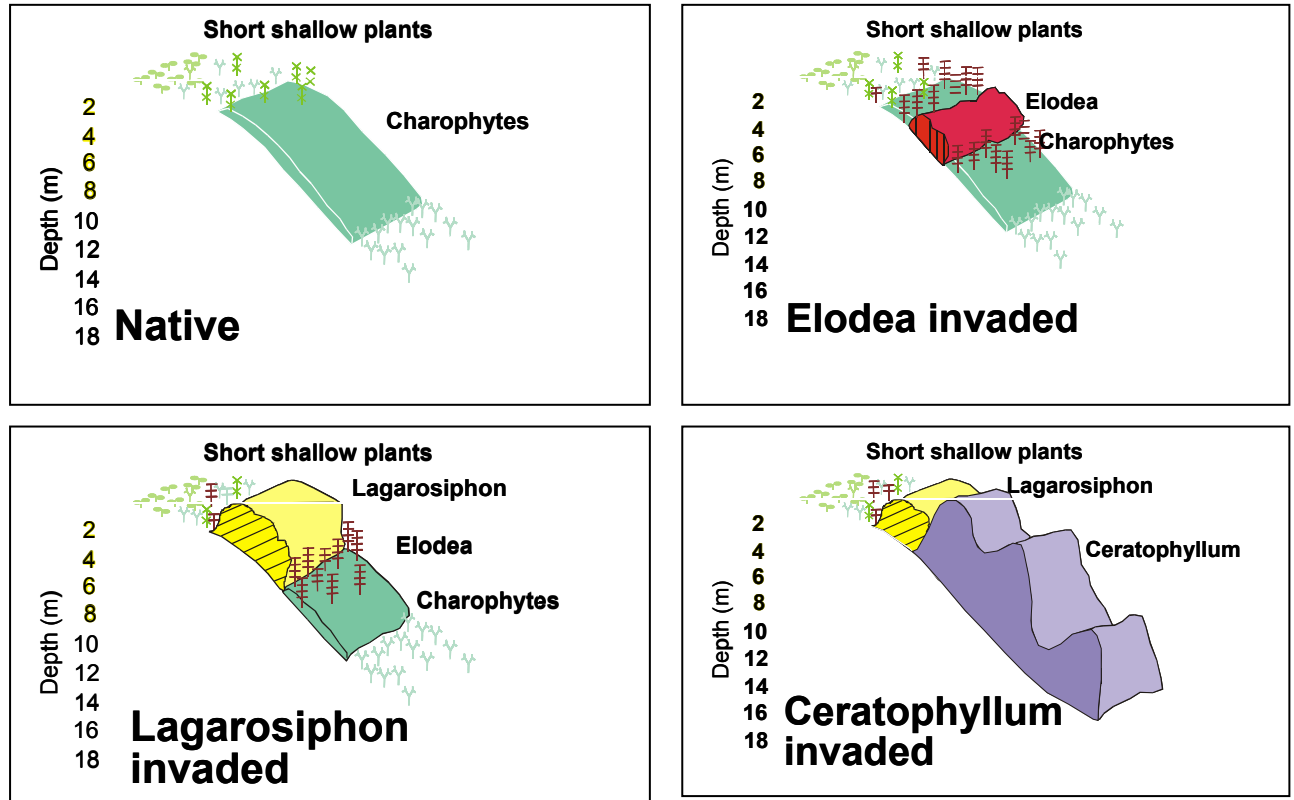 Short shallow plants
Charophytes
Depth (m)
2
4
6
8
10
12
14
16
18
Native
Short shallow plants
Elodea
Charophytes
Depth (m)
2
4
6
8
10
12
14
16
18
Elodea invaded
Short shallow plants
Lagarosiphon
Elodea
Charophytes
Depth (m)
2
4
6
8
10
12
14
16
18
Lagarosiphon
invaded
Short shallow plants
Lagarosiphon
Ceratophyllum
Depth (m)
2
4
6
8
10
12
14
16
18
Ceratophyllum
invaded